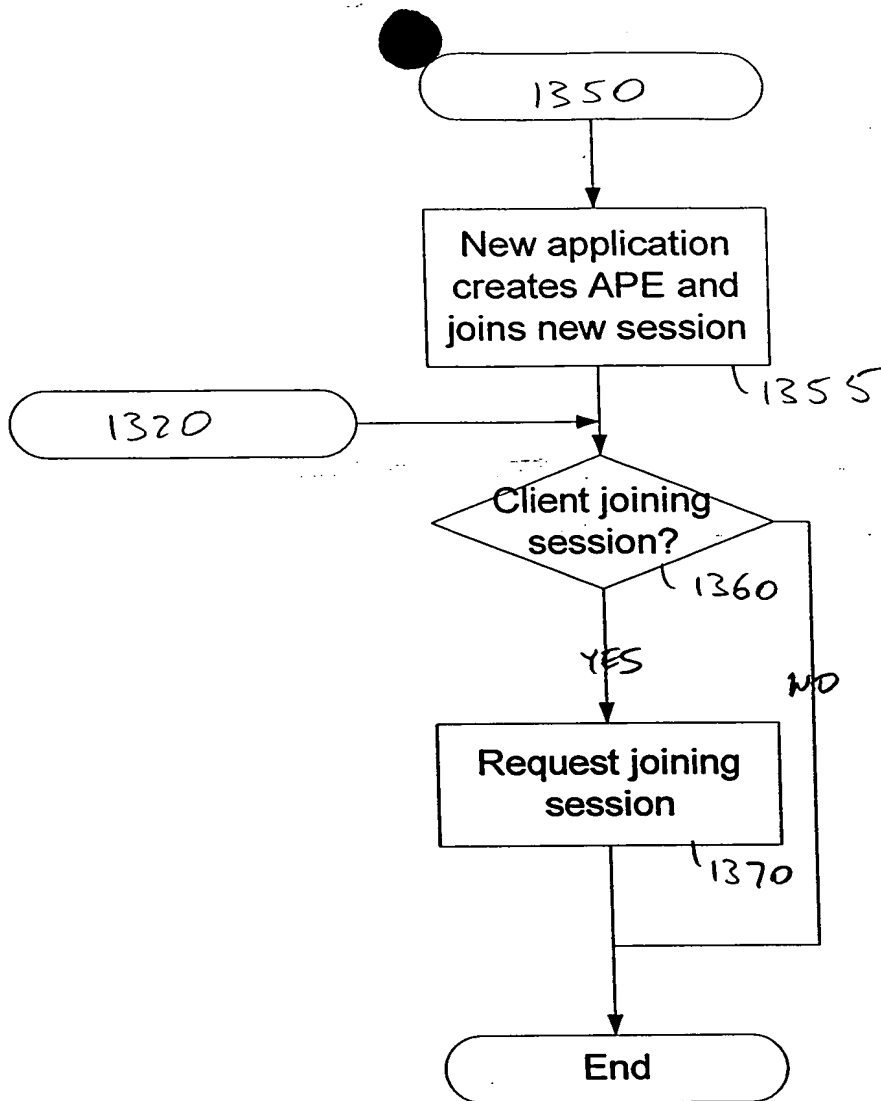 1350
New application
creates APE and
joins new session
1355
1320
Client joining
session?
1360
YES
NO
Request joining
session
1370
End